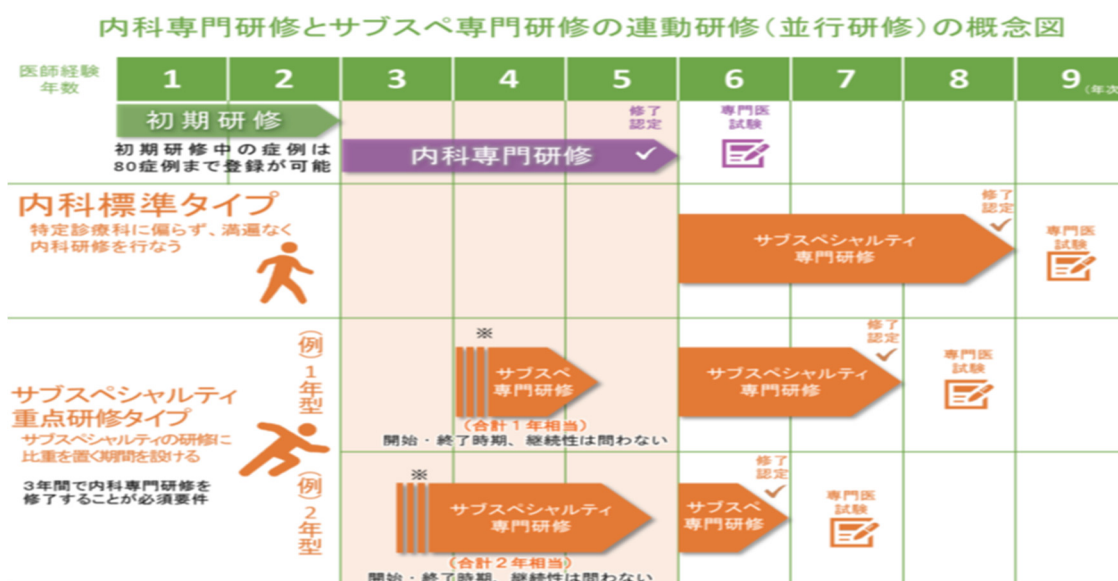 内科専門研修とサブスペ専門研修の連動研修(並行研修)の概念図
医師経験
年数
1 2 3 4 5 6 7 8 9 (年次
初期研修
初期研修中の症例は
80症例まで登録が可能
修了
認定
内科専門研修
専門医
試験
内科標準タイプ
特定診療科に偏らず、満遍なく
内科研修を行なう
サブスペシャルティ
専門研修
修了
認定
専門医
試験
サブスペシャルティ
重点研修タイプ
サブスペシャルティの研修に
比重を置く期間を設ける
3年間で内科専門研修を
修了することが必須要件
(例)1年型
※
サブスペ
専門研修
(合計1年相当)
開始・終了時期、継続性は問わない
サブスペシャルティ
専門研修
修了
認定
専門医
試験
(例)2年型
※
サブスペシャルティ
専門研修
(合計2年相当)
開始・終了時期、継続性は問わない
サブスペ
専門研修
修了
認定
専門医
試験